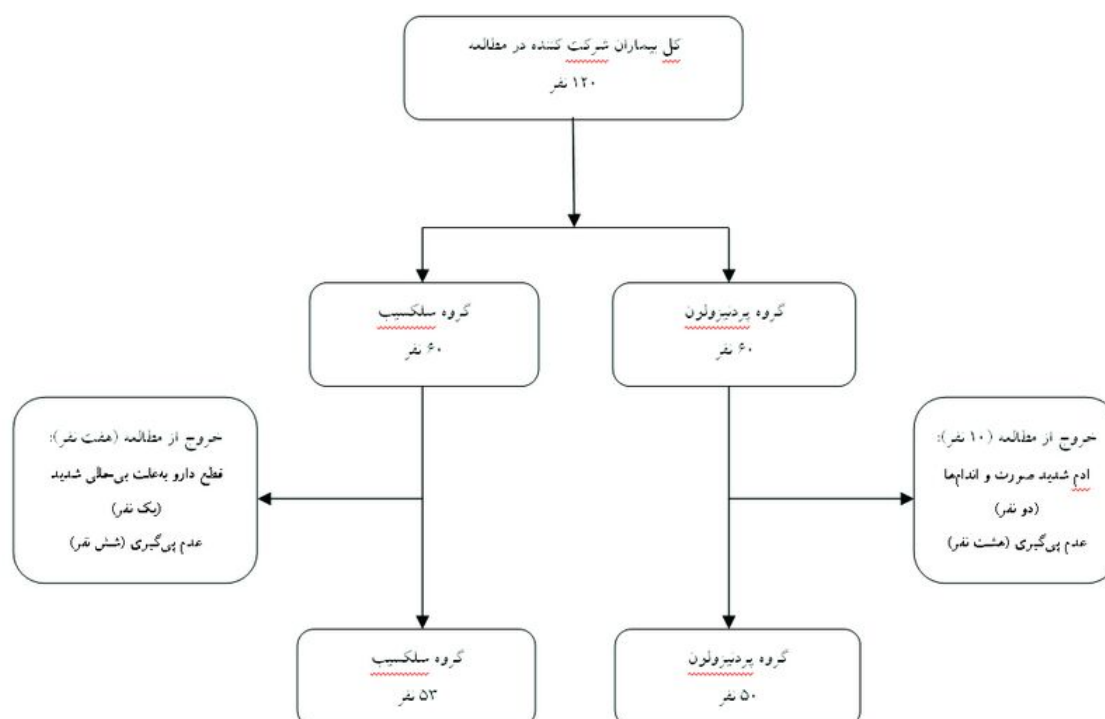 کل بیماران شرکت کننده در مطالعه
۱۲۰ نفر
گروه پردنیزولون
۶۰ نفر
گروه سلکسیب
۶۰ نفر
خروج از مطالعه (۱۰ نفر):
ادم شدید صورت و اندام‌ها
(دو نفر)
عدم پی‌گیری (هشت نفر)
خروج از مطالعه (هفت نفر):
قطع دارو به‌علت بی‌حالی شدید
(یک نفر)
عدم پی‌گیری (شش نفر)
گروه پردنیزولون
۵۰ نفر
گروه سلکسیب
۵۳ نفر